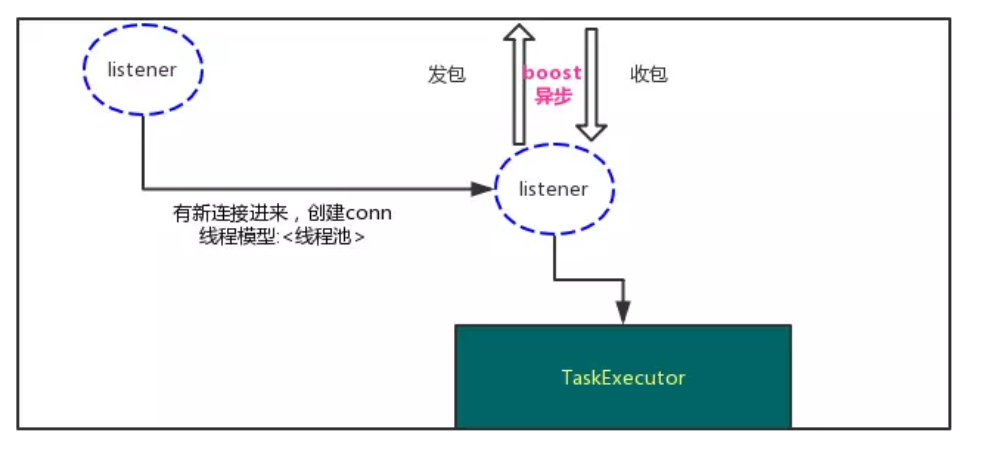 listener
发包
boost
异步
收包
listener
有新连接进来，创建conn
线程模型:<线程池>
TaskExecutor